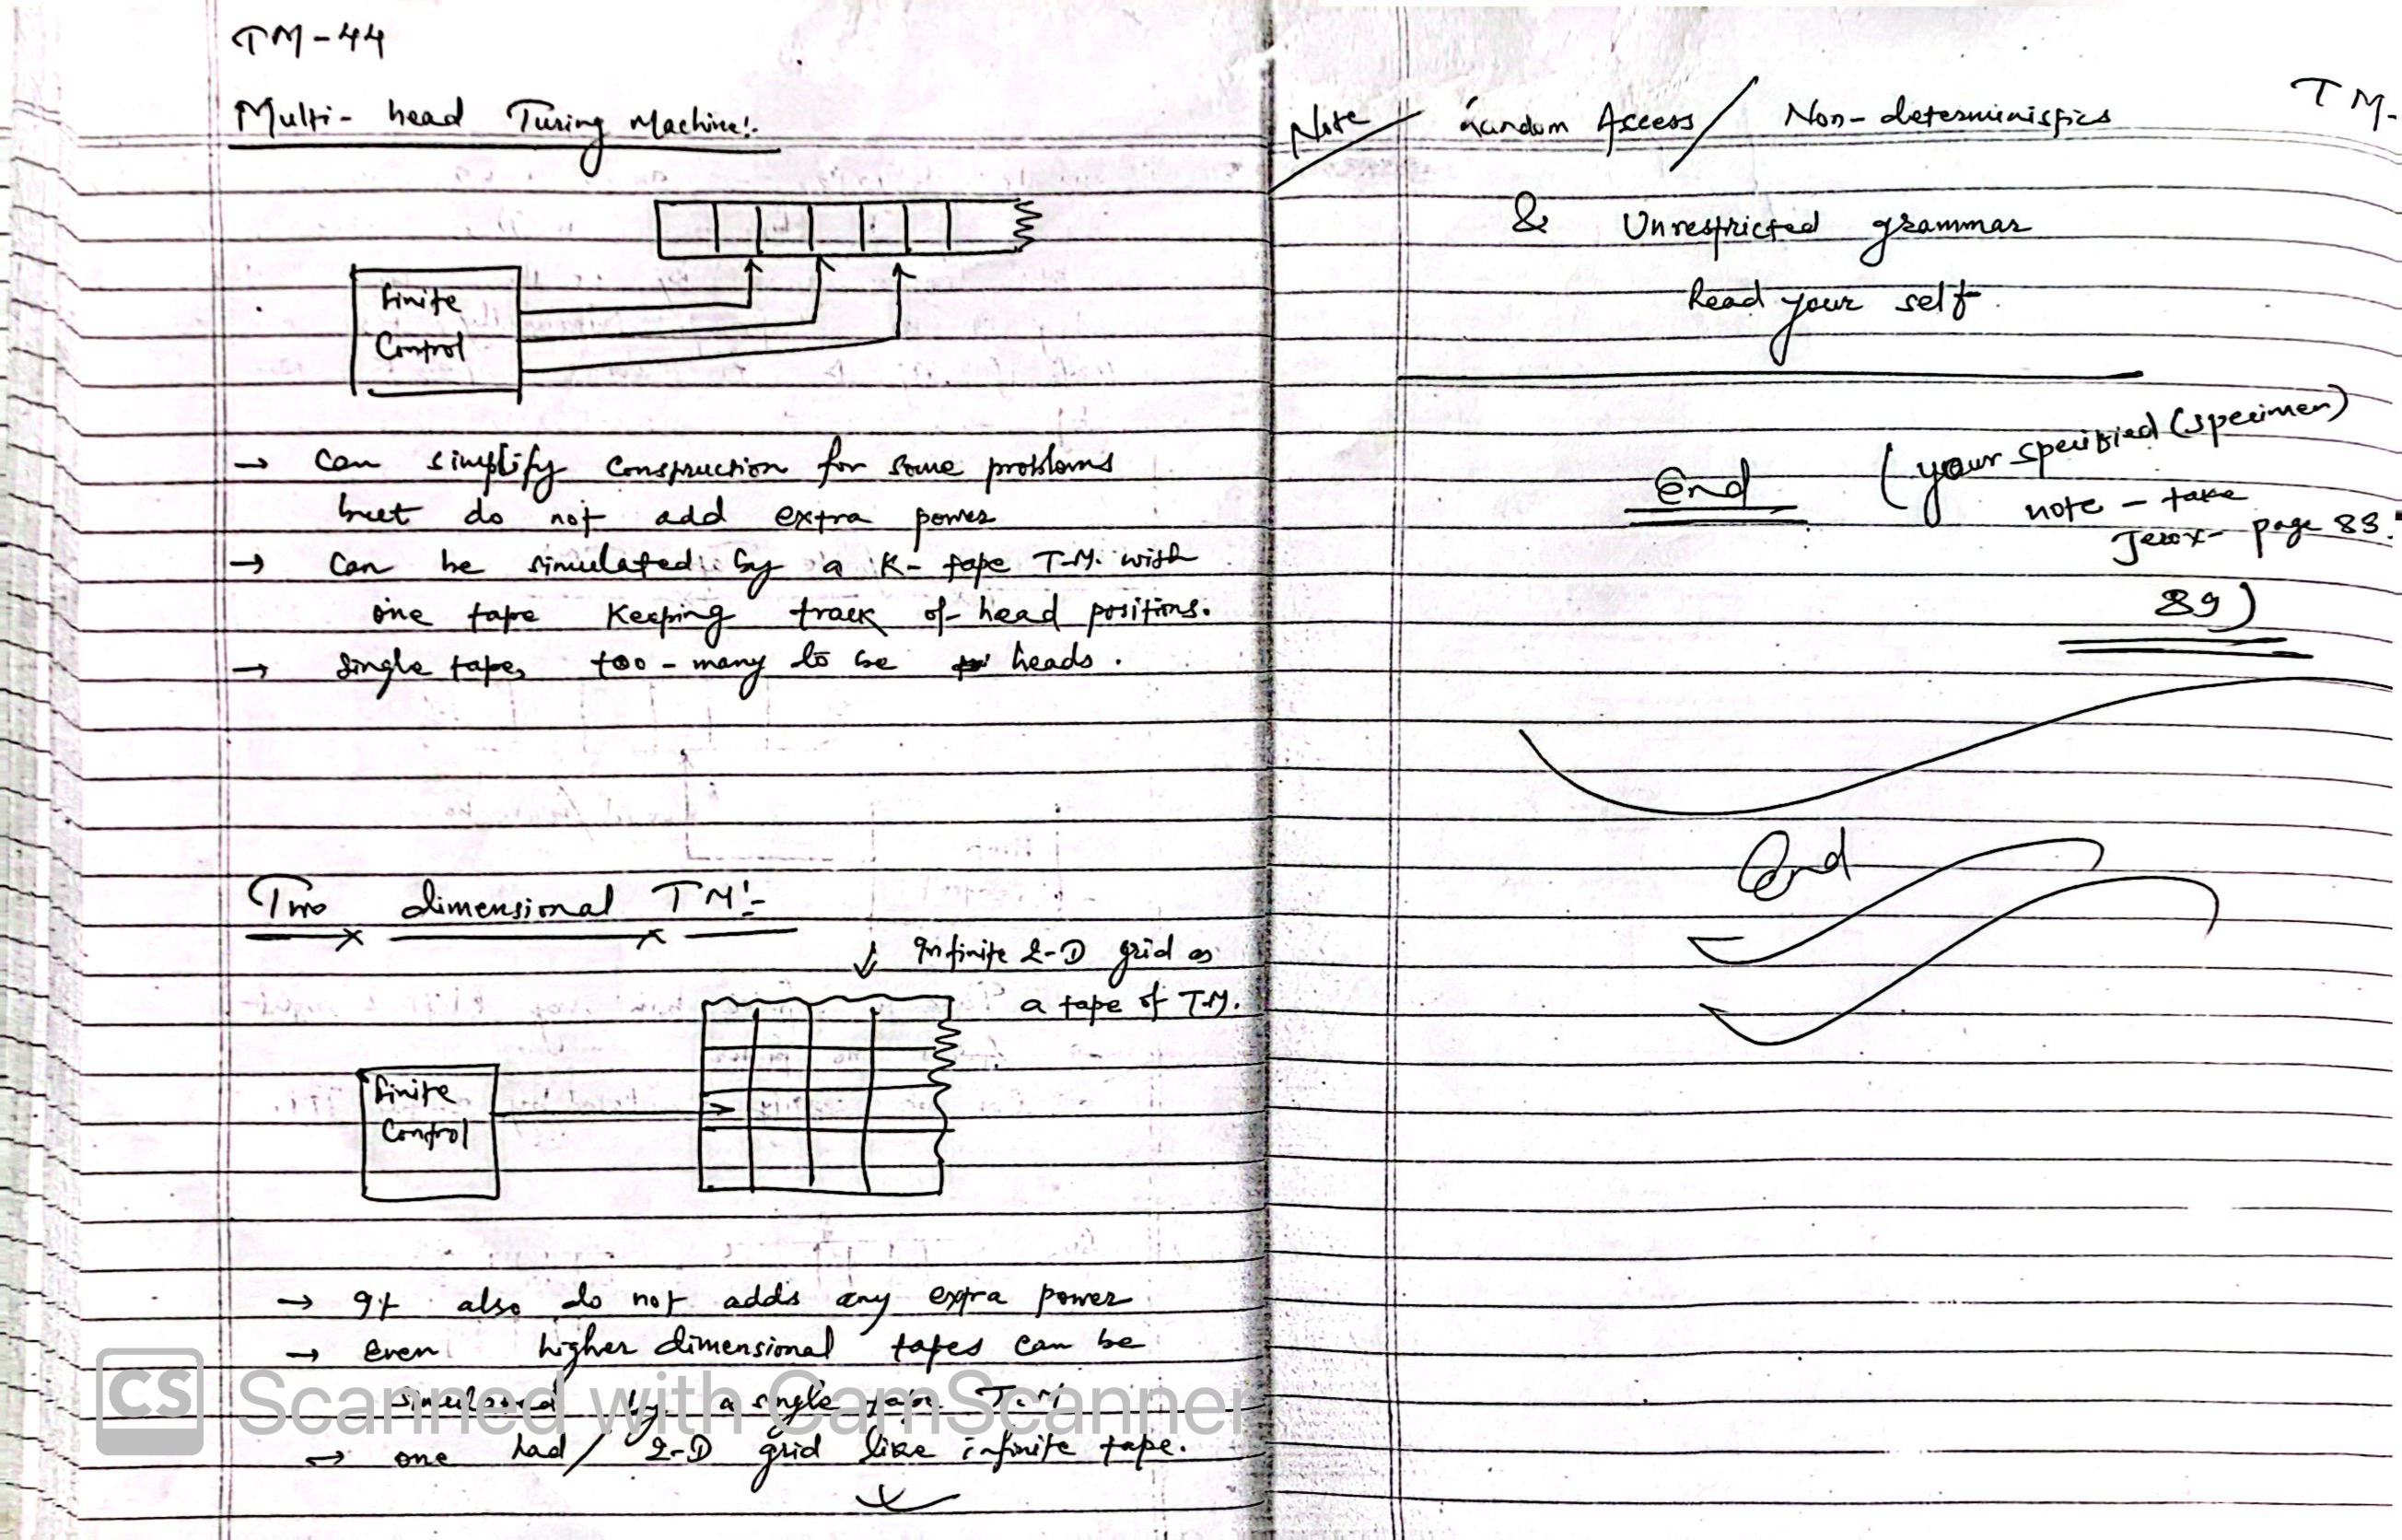 TM-44
Multi-head Turing Machine:-
Finite
Control
→ Can simplify construction for some problems
but do not add extra power
→ Can be simulated by a K-tape T.M. with
one tape keeping track of head positions.
→ Single tape, too-many to be heads.
Two dimensional TM:-
↓ Infinite 2-D grid as
a tape of T.M.
Finite
Control
→ It also do not adds any extra power
→ Even higher dimensional tapes can be
simulated by a single tape T.M
→ one had/ 2-D grid like infinite tape.
CS Scanned with CamScanner
TM-
Note/ Random Access / Non-deterministics
& Unrestricted grammar
Read your self
End (your specified (specimen)
note - take
Jerox- page 83-
89)
End